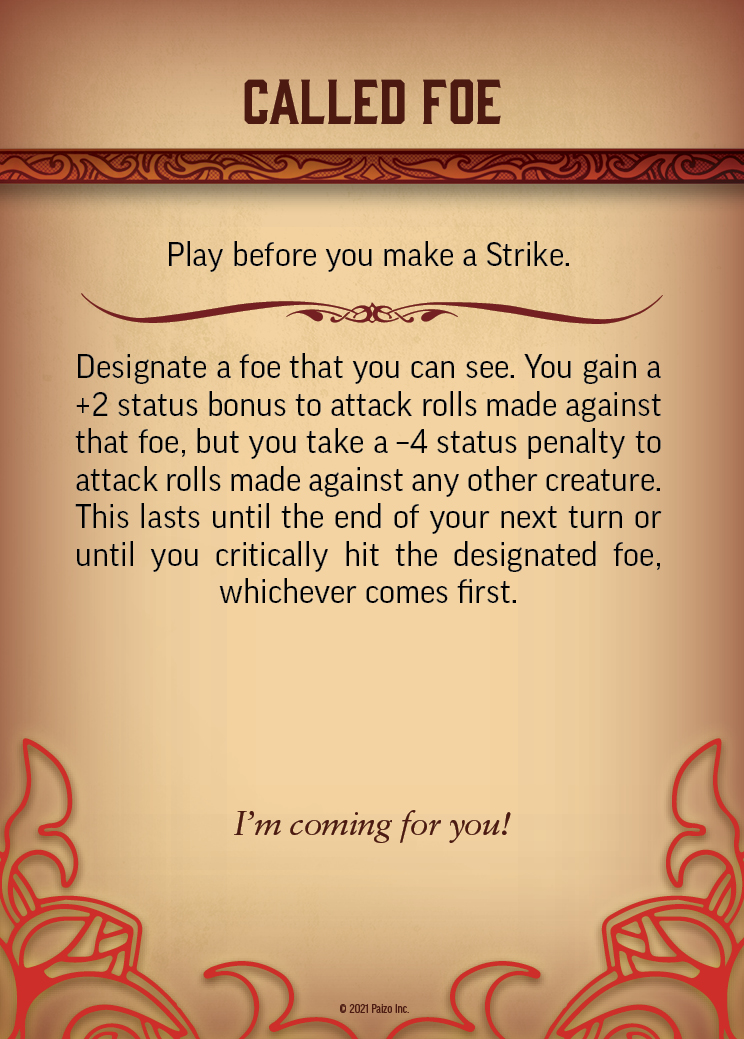 CALLED FOE
Play before you make a Strike.
Designate a foe that you can see. You gain a
+2 status bonus to attack rolls made against
that foe, but you take a –4 status penalty to
attack rolls made against any other creature.
This lasts until the end of your next turn or
until you critically hit the designated foe,
whichever comes first.
I'm coming for you!
© 2021 Paizo Inc.